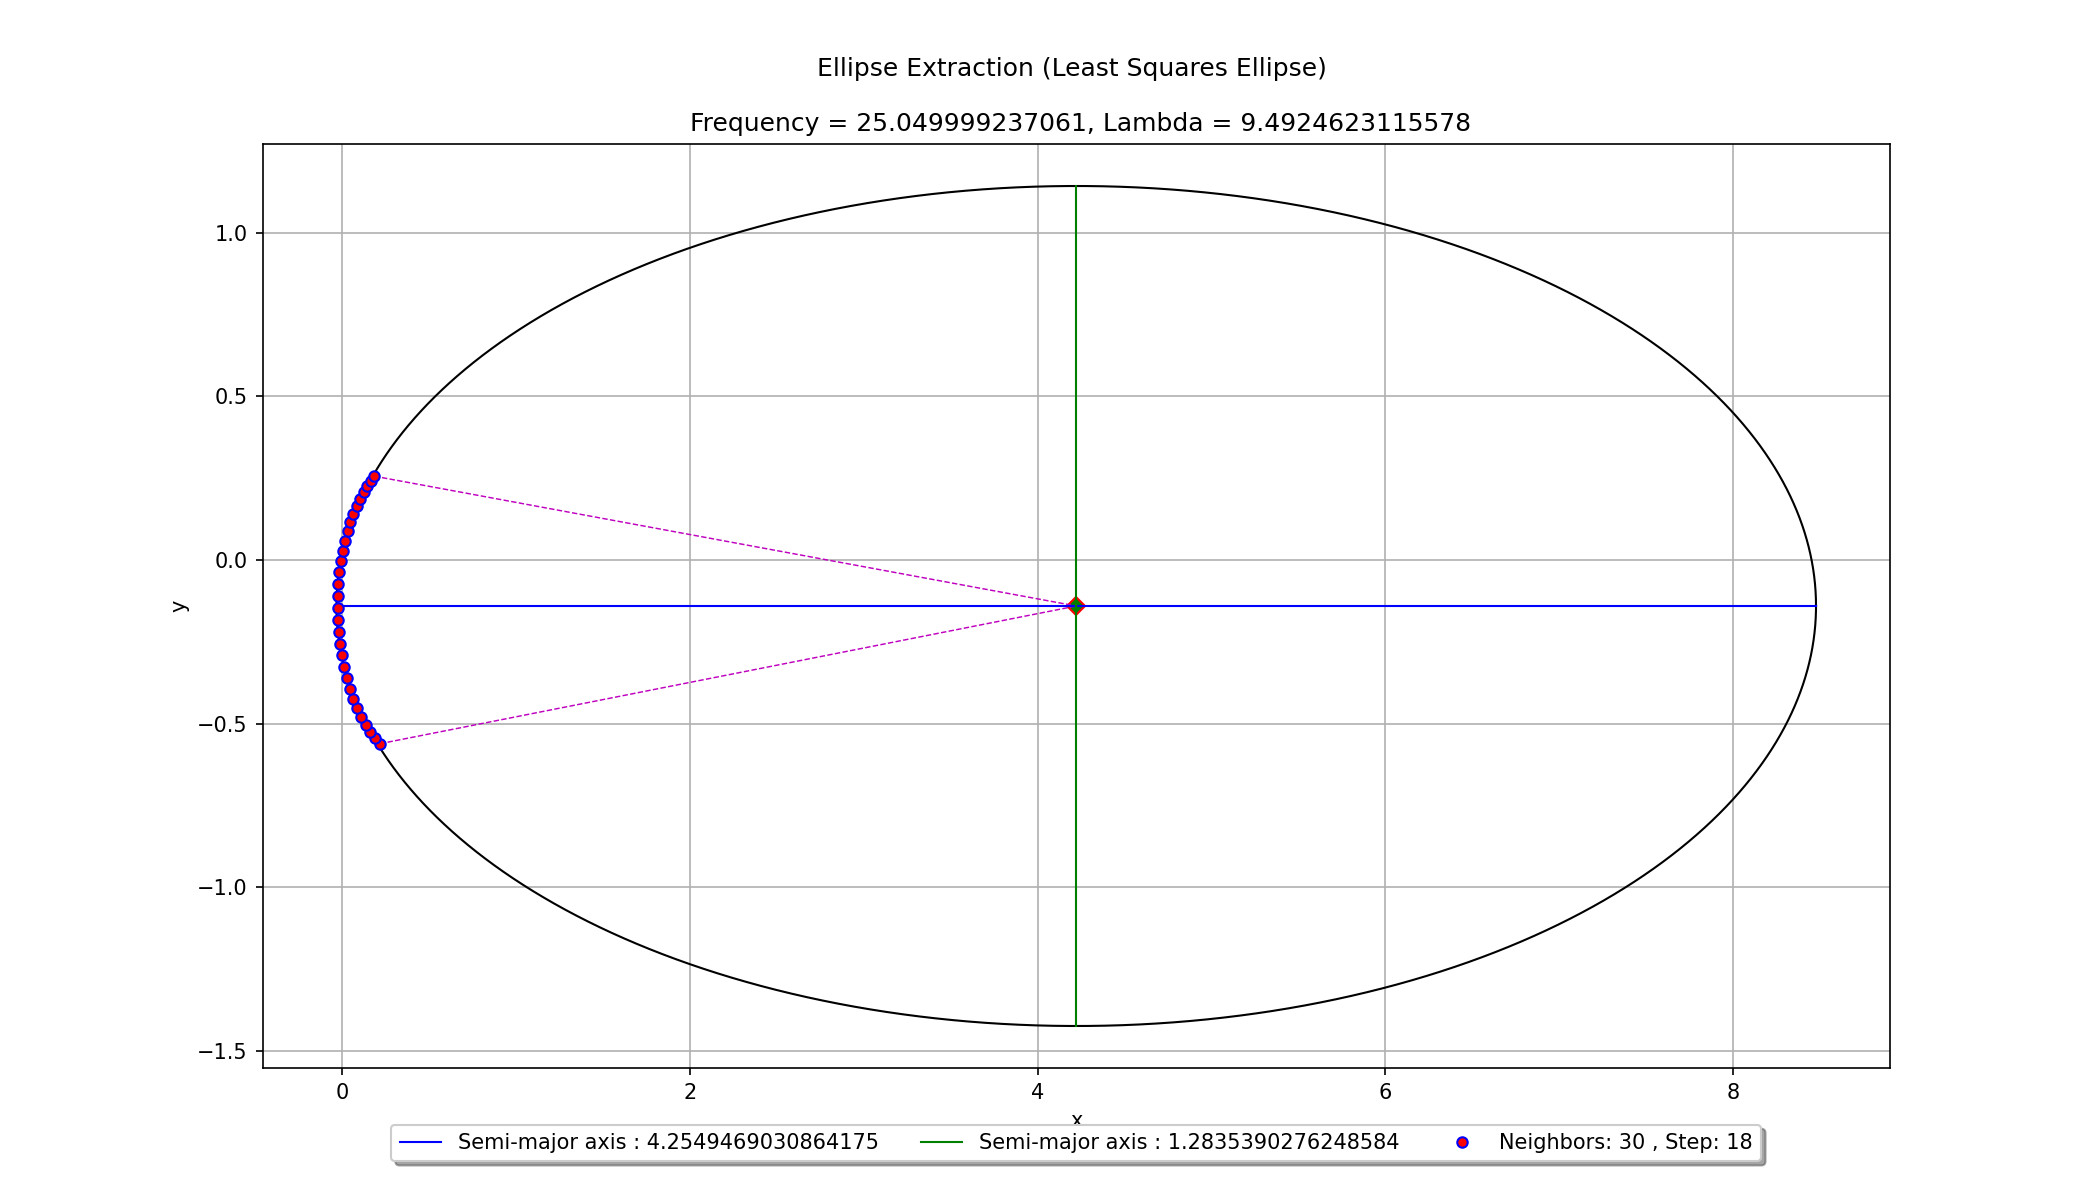 Ellipse Extraction (Least Squares Ellipse)
Frequency = 25.049999237061, Lambda = 9.4924623115578
1.0
0.5
0.0
−0.5
−1.0
−1.5
y
0 2 4 6 8
x
Semi-major axis : 4.2549469030864175 Semi-major axis : 1.2835390276248584 Neighbors: 30 , Step: 18